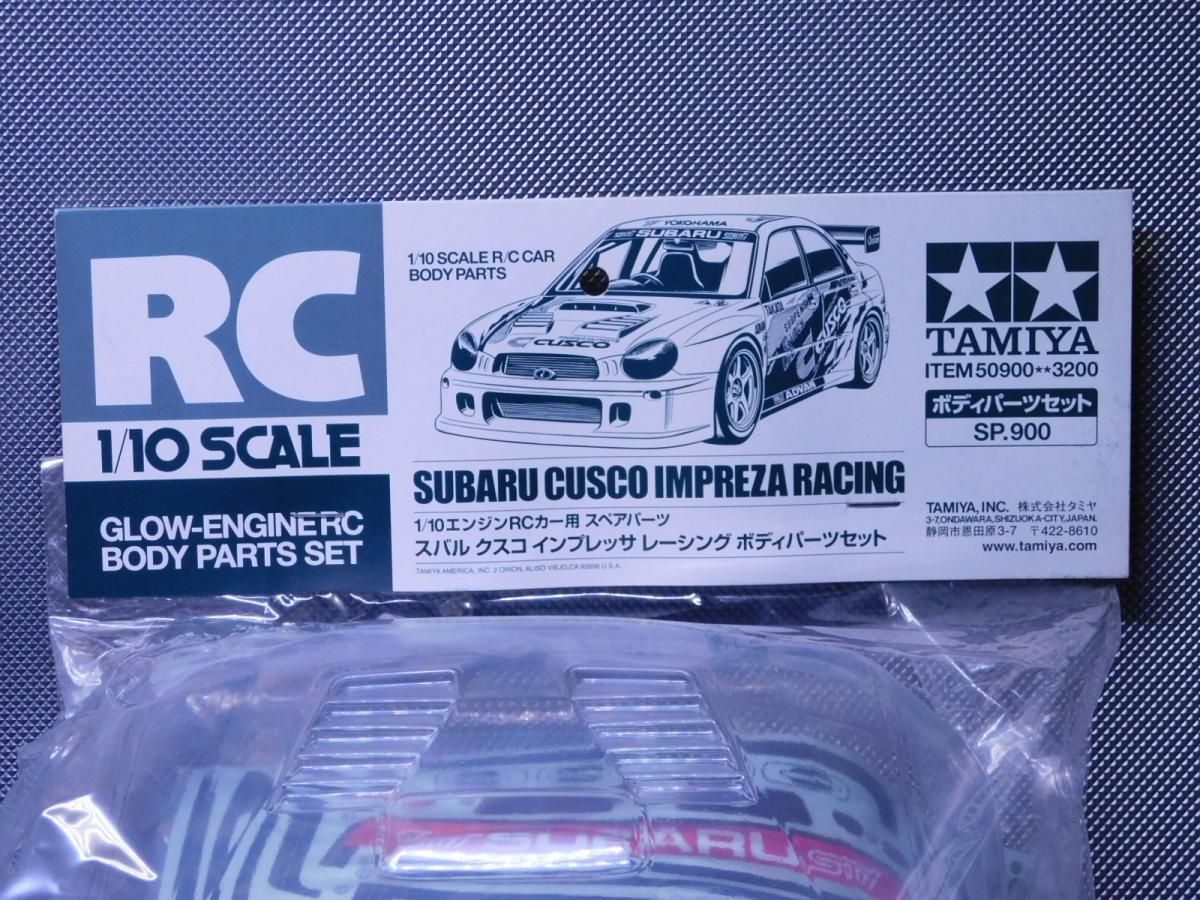 RC
1/10 SCALE
GLOW-ENGINE RC
BODY PARTS SET
1/10 SCALE R/C CAR
BODY PARTS
YOKOHAMA
SUBARU
CUSCO
TAKATA
CUSCO
ADVAN
SUBARU CUSCO IMPREZA RACING
1/10エンジンRCカー用 スペアパーツ
スバル クスコ インプレッサ レーシング ボディパーツセット
TAMIYA AMERICA, INC 2 ORION, ALISO VIEJO, CA 92656 U.S.A.
TAMIYA
ITEM 50900**3200
ボディパーツセット
SP.900
TAMIYA, INC. 株式会社タミヤ
3-7, ONDAWARA, SHIZUOKA-CITY, JAPAN.
静岡市恩田原3-7 〒422-8610
www.tamiya.com
SUBARU STi